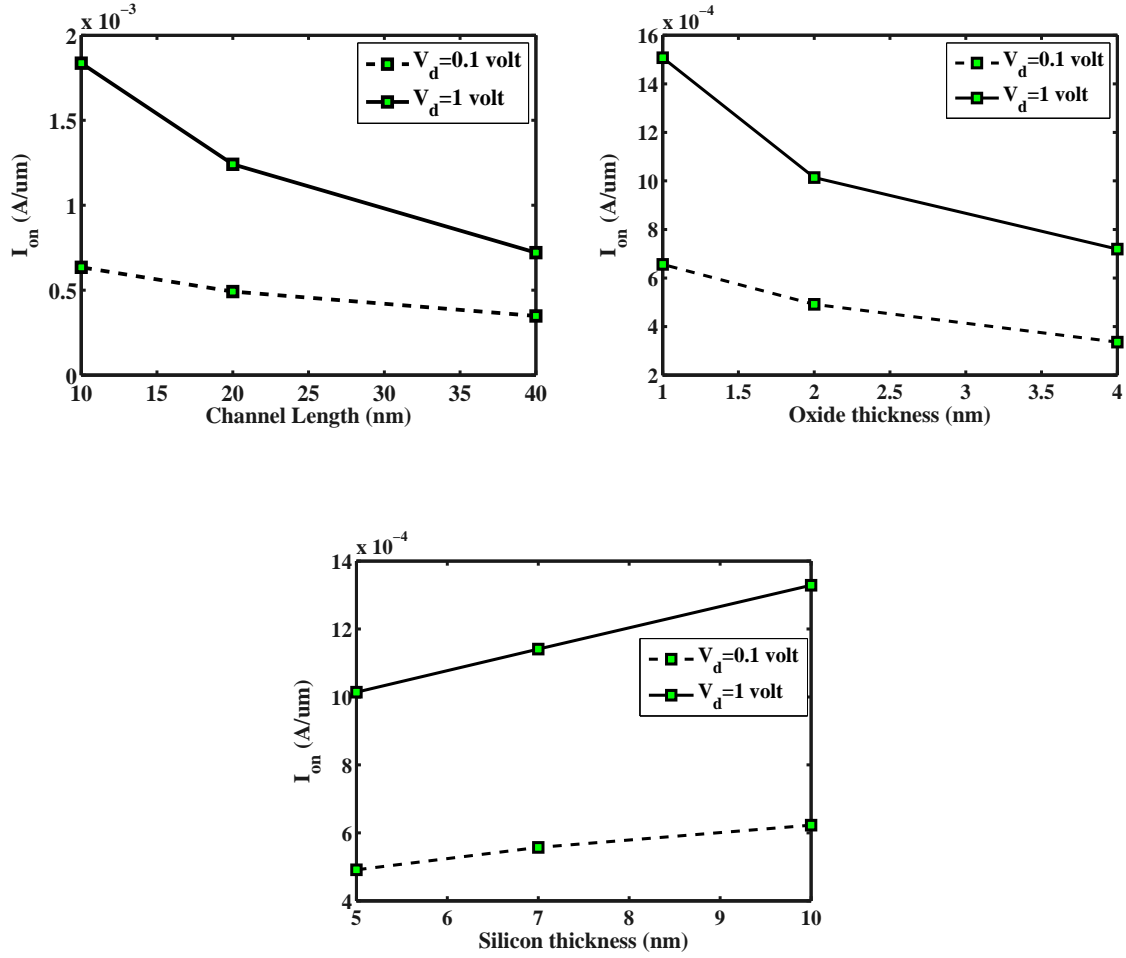 x 10⁻³
2
1.5
1
0.5
0
I_on (A/um)
10 15 20 25 30 35 40
Channel Length (nm)
V_d=0.1 volt
V_d=1 volt
x 10⁻⁴
16
14
12
10
8
6
4
2
I_on (A/um)
1 1.5 2 2.5 3 3.5 4
Oxide thickness (nm)
V_d=0.1 volt
V_d=1 volt
x 10⁻⁴
14
12
10
8
6
4
I_on (A/um)
5 6 7 8 9 10
Silicon thickness (nm)
V_d=0.1 volt
V_d=1 volt